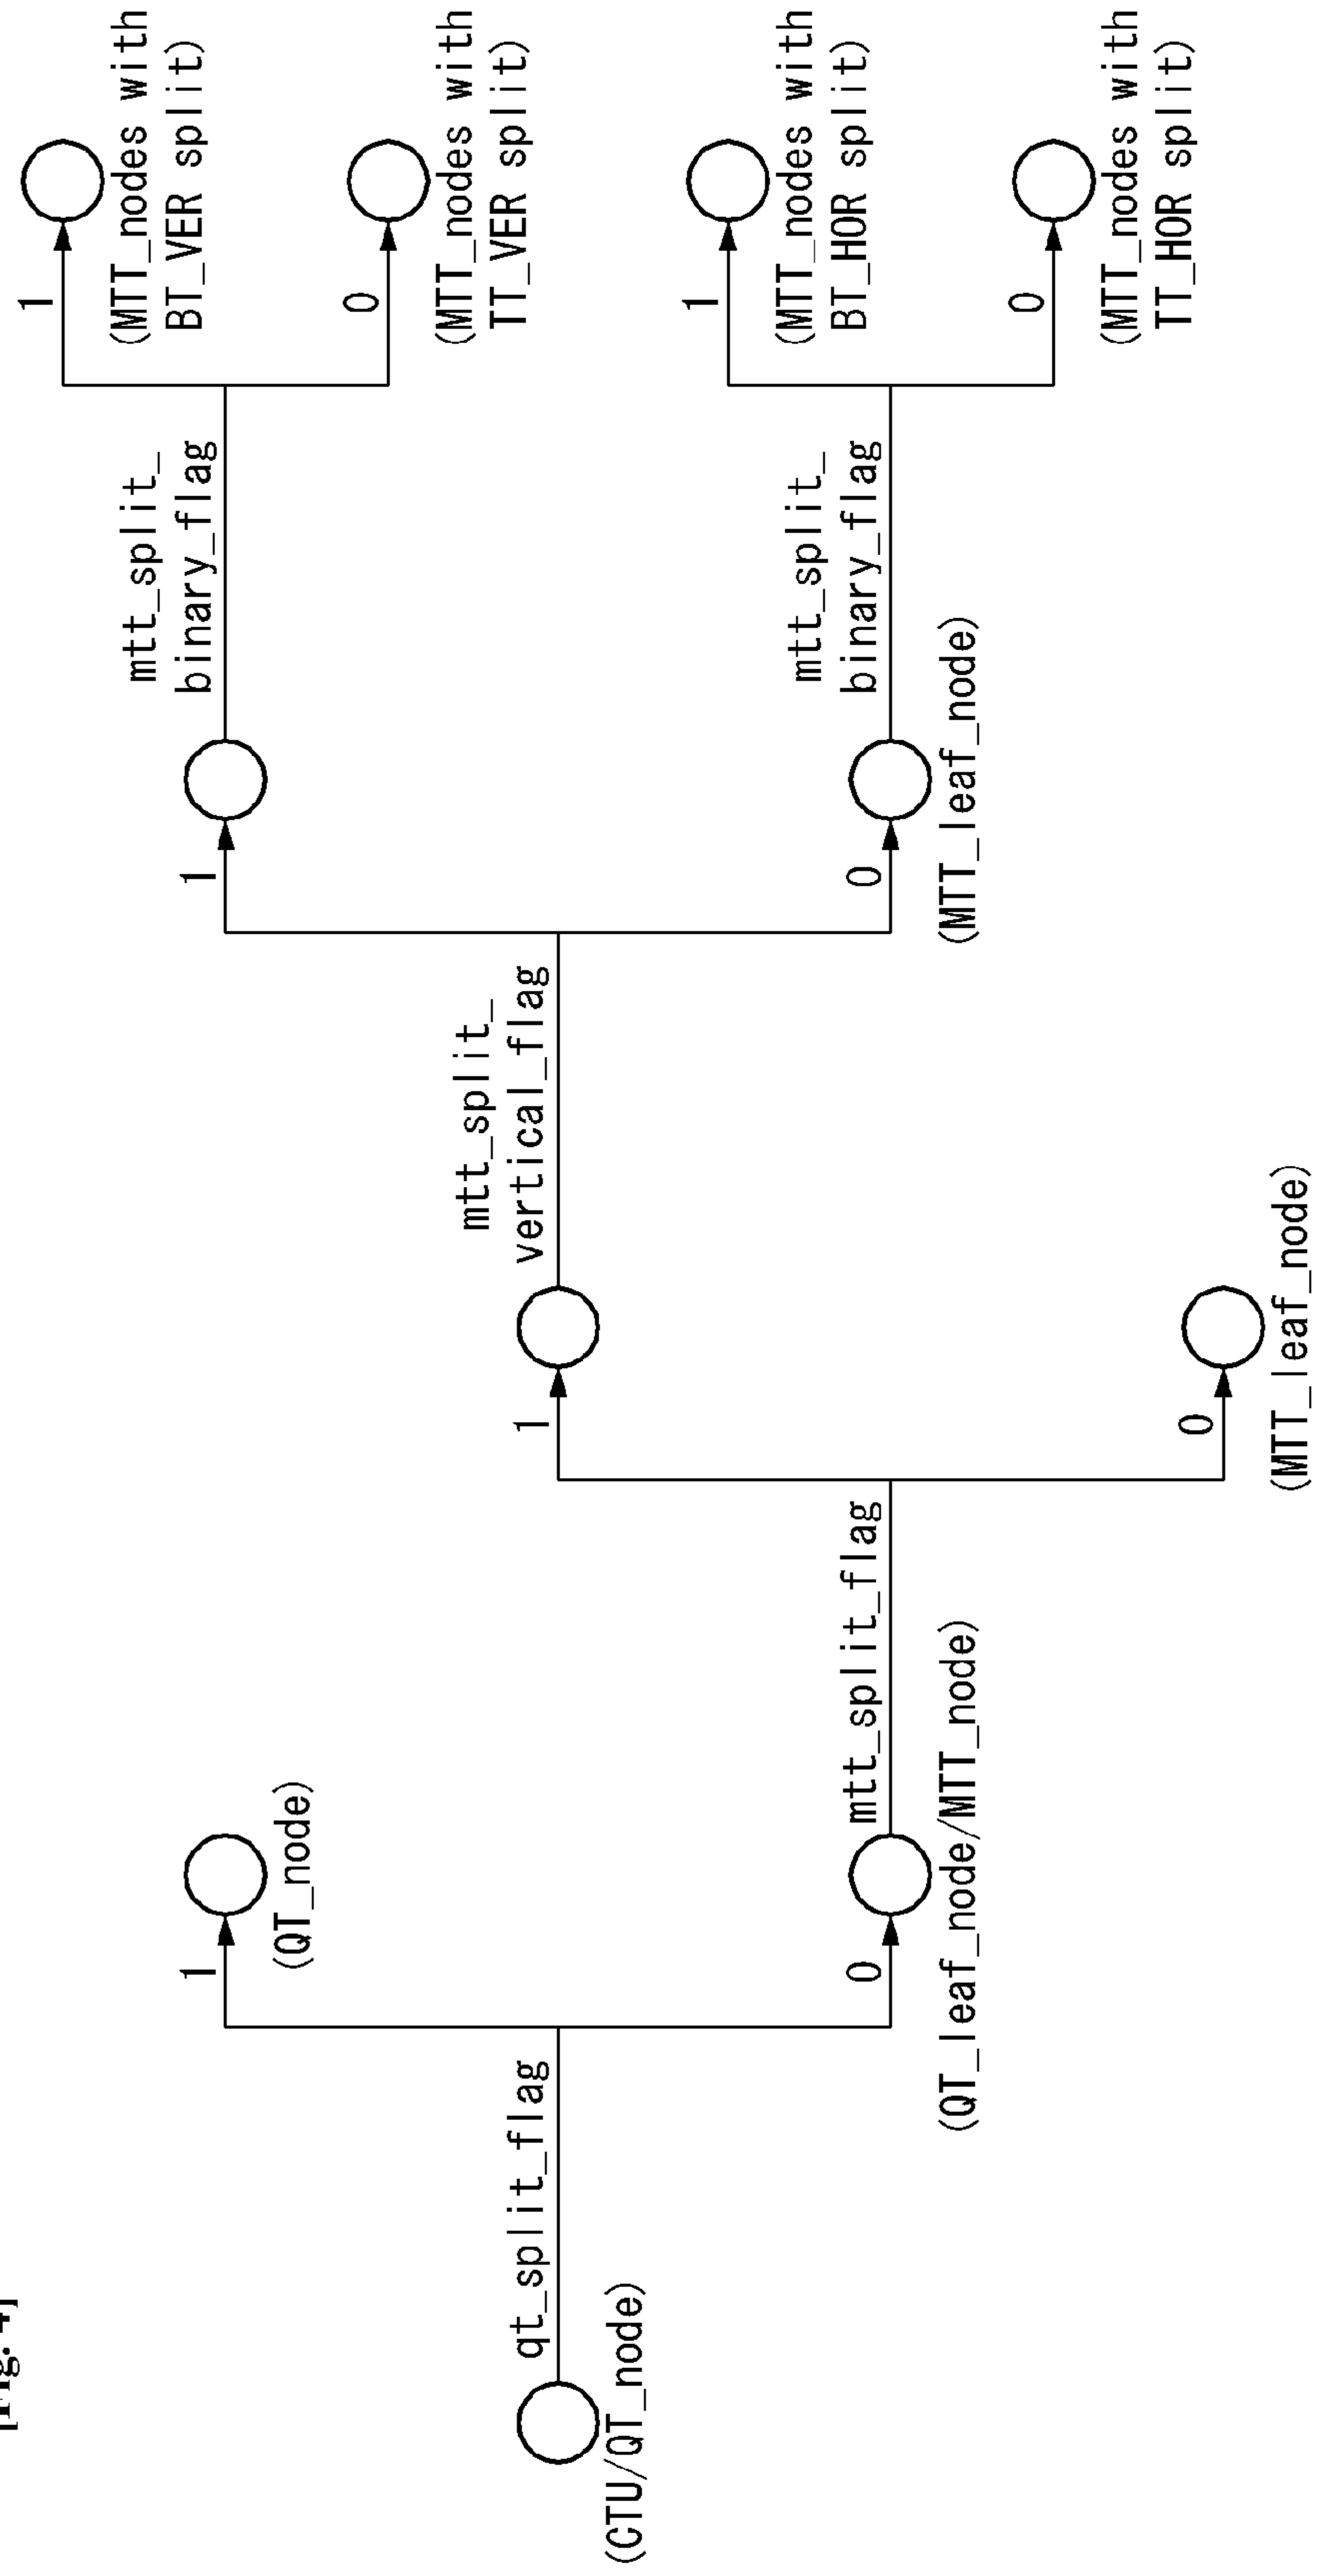 [Fig. 4]
(CTU/QT_node)
qt_split_flag
1
(QT_node)
0
(QT_leaf_node/MTT_node)
mtt_split_flag
1
0
(MTT_leaf_node)
mtt_split_
vertical_flag
1
0
(MTT_leaf_node)
mtt_split_
binary_flag
1
(MTT_nodes with
BT_VER split)
0
(MTT_nodes with
TT_VER split)
mtt_split_
binary_flag
1
(MTT_nodes with
BT_HOR split)
0
(MTT_nodes with
TT_HOR split)